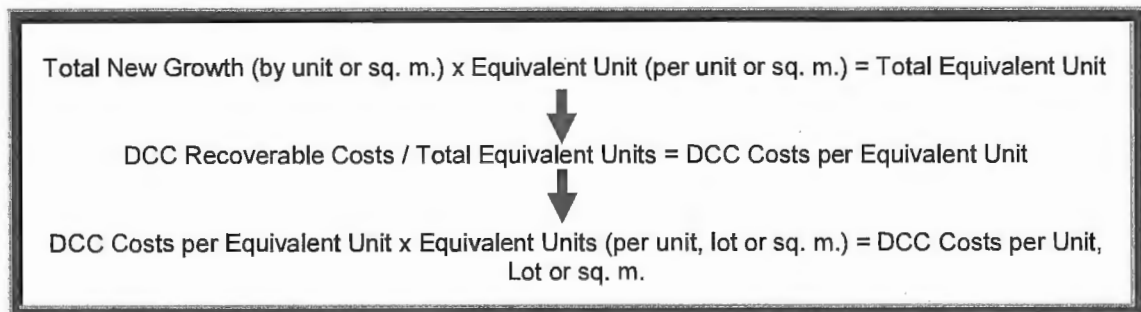 Total New Growth (by unit or sq. m.) x Equivalent Unit (per unit or sq. m.) = Total Equivalent Unit
DCC Recoverable Costs / Total Equivalent Units = DCC Costs per Equivalent Unit
DCC Costs per Equivalent Unit x Equivalent Units (per unit, lot or sq. m.) = DCC Costs per Unit,
Lot or sq. m.